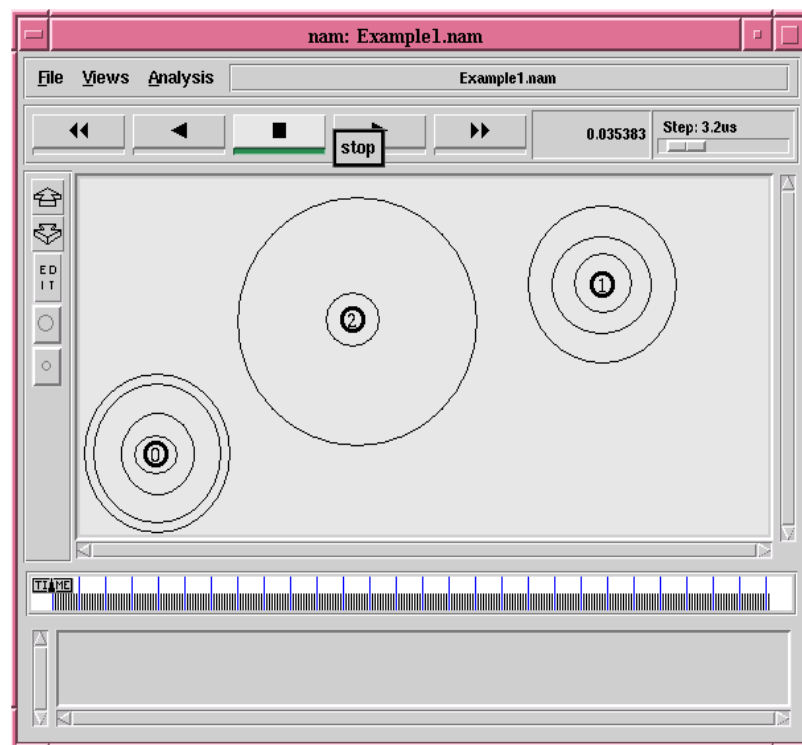 nam: Example1.nam
File Views Analysis Example1.nam
0.035383 Step: 3.2us
stop
ED
IT
1
2
0
TIME